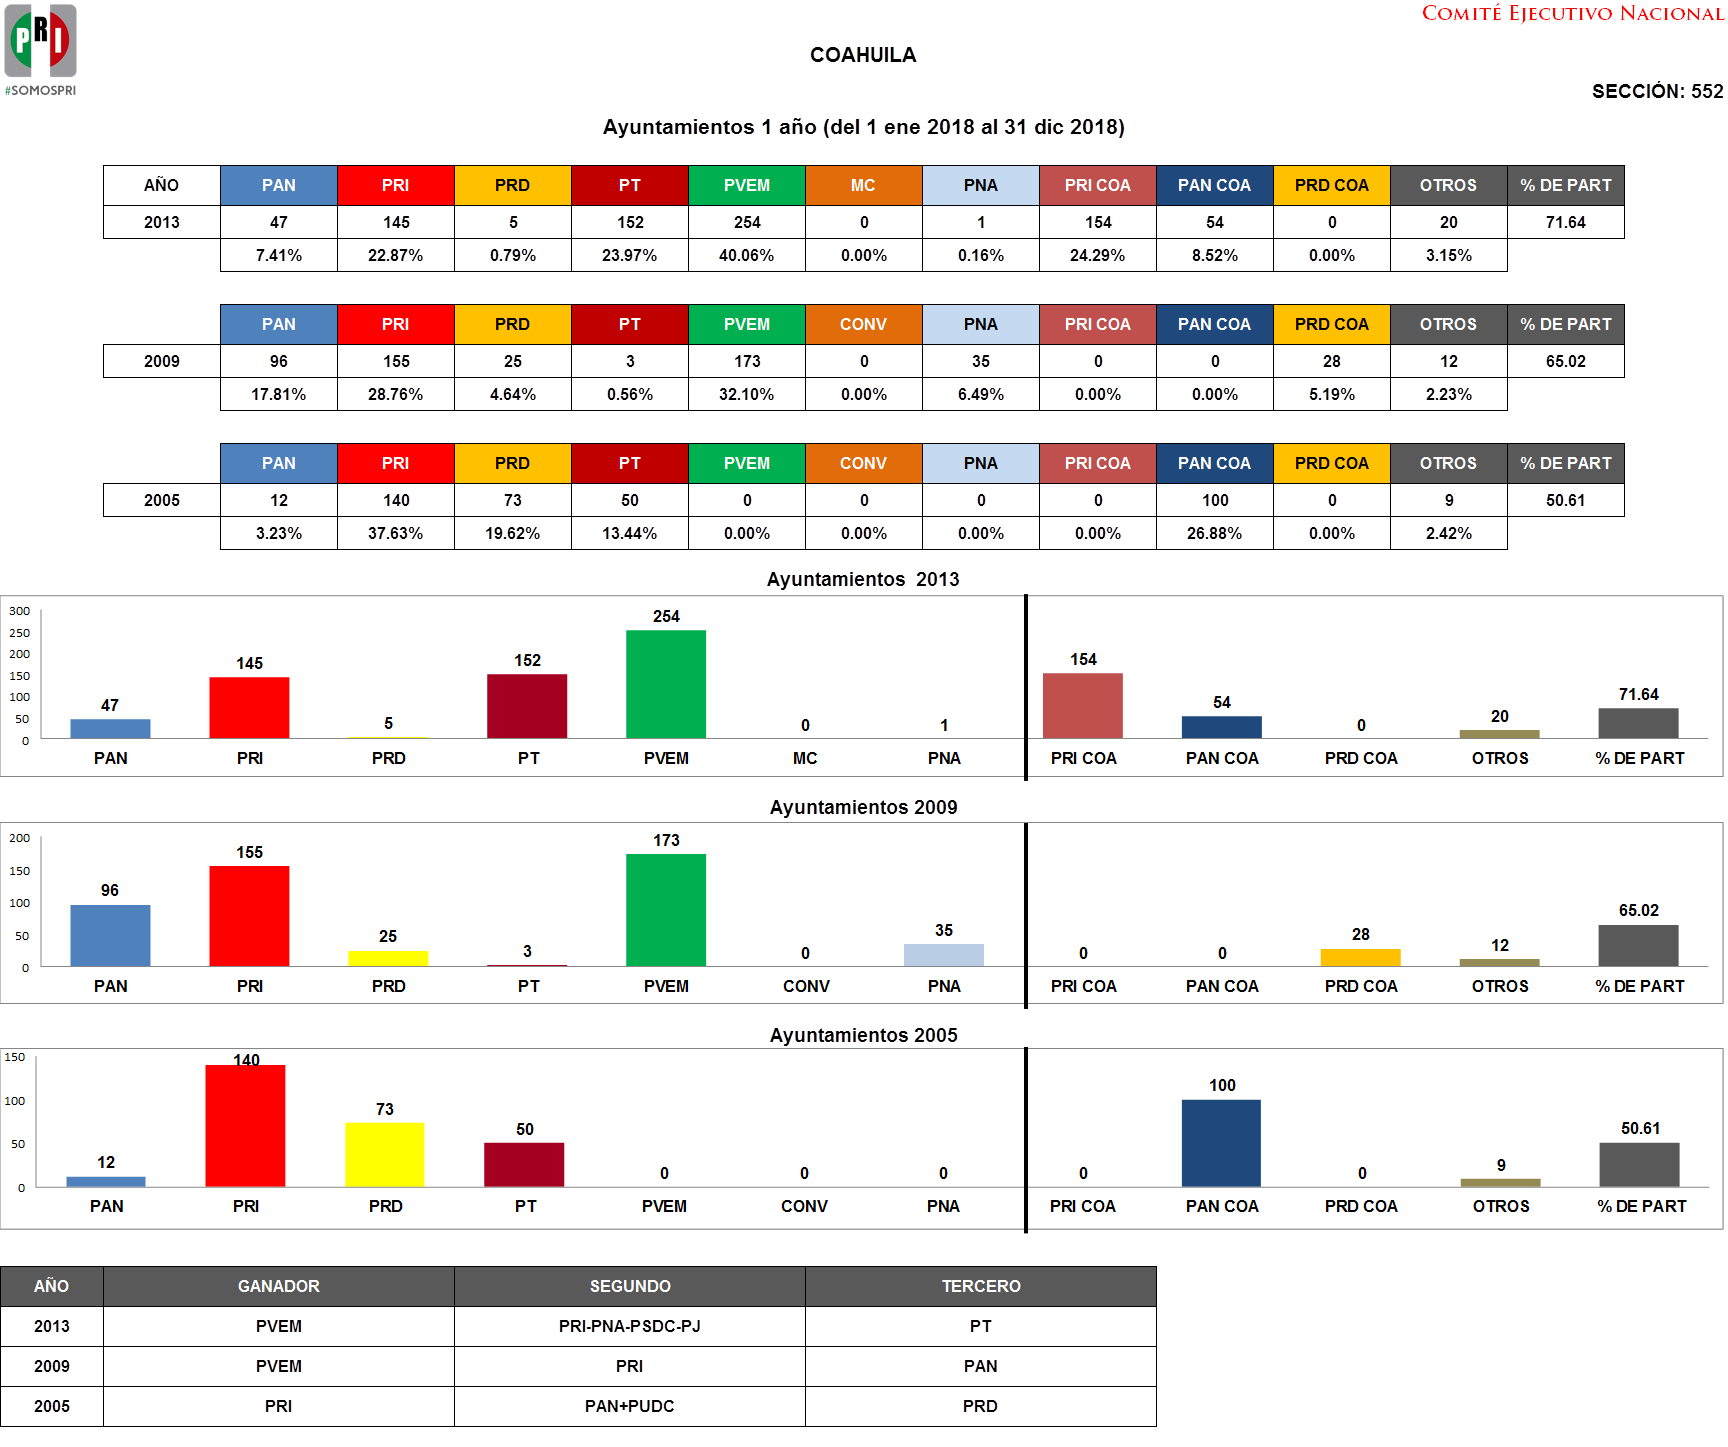 PRI
#SOMOSPRI
COMITÉ EJECUTIVO NACIONAL
COAHUILA
SECCIÓN: 552
Ayuntamientos 1 año (del 1 ene 2018 al 31 dic 2018)
AÑO PAN PRI PRD PT PVEM MC PNA PRI COA PAN COA PRD COA OTROS % DE PART
2013 47 145 5 152 254 0 1 154 54 0 20 71.64
7.41% 22.87% 0.79% 23.97% 40.06% 0.00% 0.16% 24.29% 8.52% 0.00% 3.15%
PAN PRI PRD PT PVEM CONV PNA PRI COA PAN COA PRD COA OTROS % DE PART
2009 96 155 25 3 173 0 35 0 0 28 12 65.02
17.81% 28.76% 4.64% 0.56% 32.10% 0.00% 6.49% 0.00% 0.00% 5.19% 2.23%
PAN PRI PRD PT PVEM CONV PNA PRI COA PAN COA PRD COA OTROS % DE PART
2005 12 140 73 50 0 0 0 0 100 0 9 50.61
3.23% 37.63% 19.62% 13.44% 0.00% 0.00% 0.00% 0.00% 26.88% 0.00% 2.42%
Ayuntamientos 2013
300
250
200
150
100
50
0
47 145 5 152 254 0 1 154 54 0 20 71.64
PAN PRI PRD PT PVEM MC PNA PRI COA PAN COA PRD COA OTROS % DE PART
Ayuntamientos 2009
200
150
100
50
0
96 155 25 3 173 0 35 0 0 28 12 65.02
PAN PRI PRD PT PVEM CONV PNA PRI COA PAN COA PRD COA OTROS % DE PART
Ayuntamientos 2005
150
100
50
0
12 140 73 50 0 0 0 0 100 0 9 50.61
PAN PRI PRD PT PVEM CONV PNA PRI COA PAN COA PRD COA OTROS % DE PART
AÑO GANADOR SEGUNDO TERCERO
2013 PVEM PRI-PNA-PSDC-PJ PT
2009 PVEM PRI PAN
2005 PRI PAN+PUDC PRD